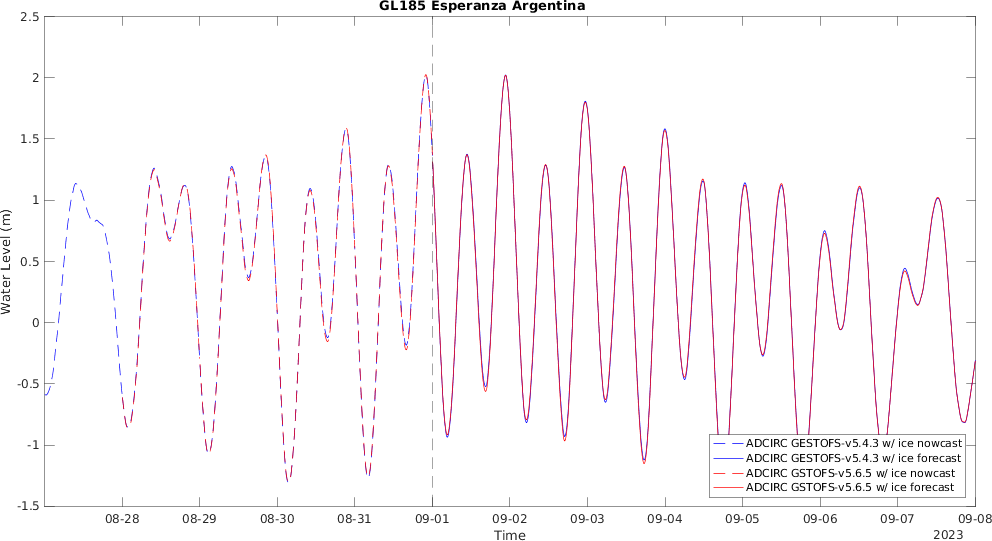 GL185 Esperanza Argentina
2.5
2
1.5
1
0.5
0
-0.5
-1
-1.5
Water Level (m)
ADCIRC GESTOFS-v5.4.3 w/ ice nowcast
ADCIRC GESTOFS-v5.4.3 w/ ice forecast
ADCIRC GSTOFS-v5.6.5 w/ ice nowcast
ADCIRC GSTOFS-v5.6.5 w/ ice forecast
08-28 08-29 08-30 08-31 09-01 09-02 09-03 09-04 09-05 09-06 09-07 09-08
Time
2023